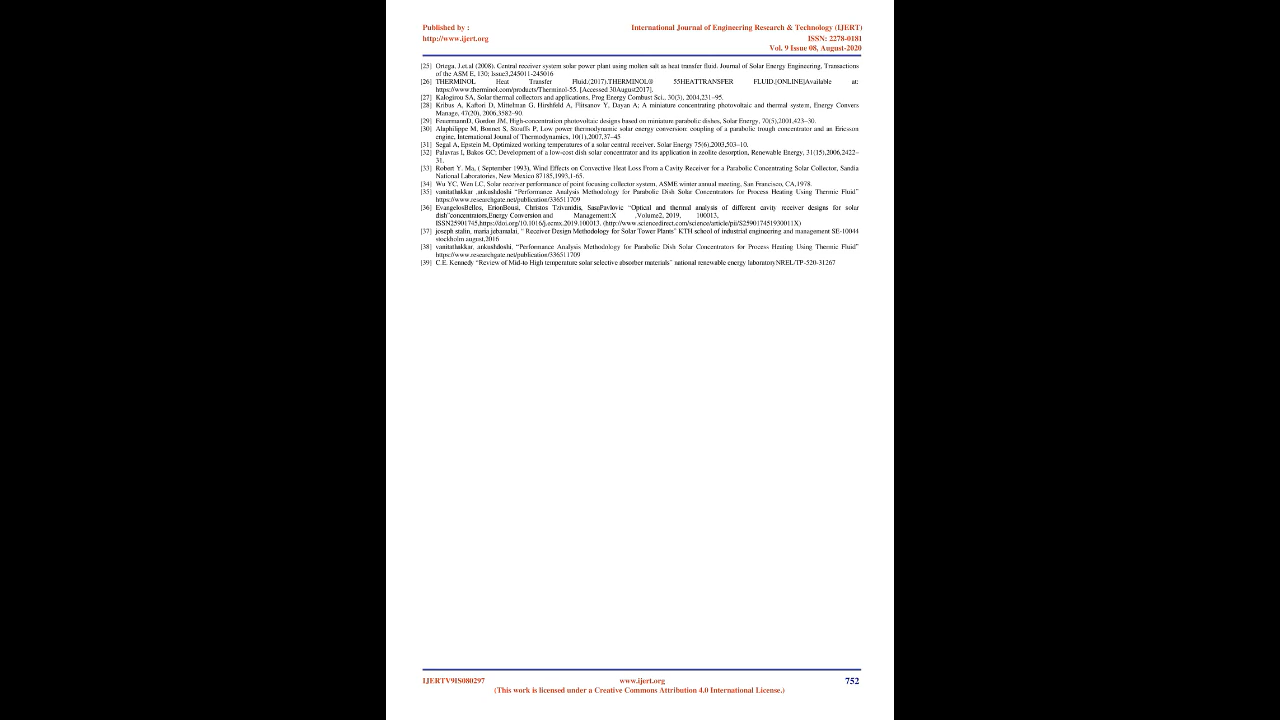 Published by :
International Journal of Engineering Research & Technology (IJERT)
http://www.ijert.org
ISSN: 2278-0181
Vol. 9 Issue 08, August-2020
[25] Ortega, J.et.al (2008). Central receiver system solar power plant using molten salt as heat transfer fluid. Journal of Solar Energy Engineering, Transactions
of the ASM E, 130; Issue3,245011-245016
[26] THERMINOL Heat Transfer Fluid.(2017).THERMINOL® 55HEATTRANSFER FLUID.[ONLINE]Available at:
https://www.therminol.com/products/Therminol-55. [Accessed 30August2017].
[27] Kalogirou SA, Solar thermal collectors and applications, Prog Energy Combust Sci., 30(3), 2004,231–95.
[28] Kribus A, Kaftori D, Mittelman G, Hirshfeld A, Flitsanov Y, Dayan A; A miniature concentrating photovoltaic and thermal system, Energy Convers
Manage, 47(20), 2006,3582–90.
[29] FeuermannD, Gordon JM, High-concentration photovoltaic designs based on miniature parabolic dishes, Solar Energy, 70(5),2001,423–30.
[30] Alaphilippe M, Bonnet S, Stouffs P, Low power thermodynamic solar energy conversion: coupling of a parabolic trough concentrator and an Ericsson
engine, International Jounal of Thermodynamics, 10(1),2007,37–45
[31] Segal A, Epstein M, Optimized working temperatures of a solar central receiver, Solar Energy 75(6),2003,503–10.
[32] Palavras I, Bakos GC, Development of a low-cost dish solar concentrator and its application in zeolite desorption, Renewable Energy, 31(15),2006,2422–
31.
[33] Robert Y. Ma, ( September 1993), Wind Effects on Convective Heat Loss From a Cavity Receiver for a Parabolic Concentrating Solar Collector, Sandia
National Laboratories, New Mexico 87185,1993,1-65.
[34] Wu YC, Wen LC, Solar receiver performance of point focusing collector system, ASME winter annual meeting, San Francisco, CA,1978.
[35] vanitathakkar ,ankushdoshi "Performance Analysis Methodology for Parabolic Dish Solar Concentrators for Process Heating Using Thermic Fluid"
https://www.researchgate.net/publication/336511709
[36] EvangelosBellos, ErionBousi, Christos Tzivanidis, SasaPavlovic "Optical and thermal analysis of different cavity receiver designs for solar
dish"concentrators,Energy Conversion and Management:X ,Volume2, 2019, 100013,
ISSN25901745,https://doi.org/10.1016/j.ecmx.2019.100013. (http://www.sciencedirect.com/science/article/pii/S259017451930011X)
[37] joseph stalin, maria jebamalai, " Receiver Design Methodology for Solar Tower Plants" KTH school of industrial engineering and management SE-10044
stockholm august,2016
[38] vanitathakkar, ankushdoshi, "Performance Analysis Methodology for Parabolic Dish Solar Concentrators for Process Heating Using Thermic Fluid"
https://www.researchgate.net/publication/336511709
[39] C.E. Kennedy "Review of Mid-to High temperature solar selective absorber materials" national renewable energy laboratoryNREL/TP-520-31267
IJERTV9IS080297
www.ijert.org
752
(This work is licensed under a Creative Commons Attribution 4.0 International License.)